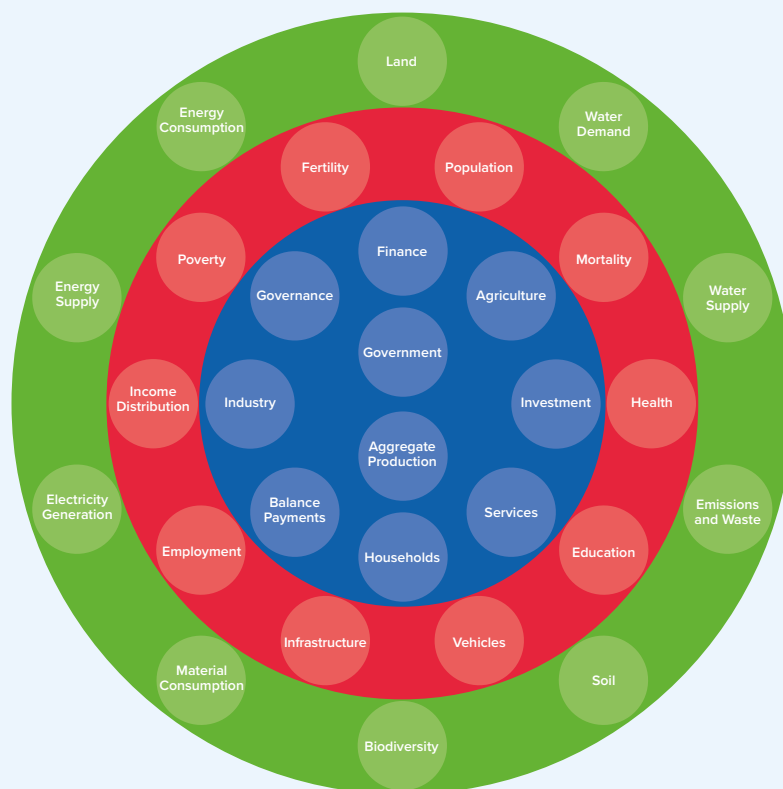 Land
Energy
Consumption
Water
Demand
Fertility
Population
Poverty
Finance
Mortality
Governance
Agriculture
Energy
Supply
Water
Supply
Government
Income
Distribution
Industry
Investment
Health
Aggregate
Production
Electricity
Generation
Balance
Payments
Services
Emissions
and Waste
Employment
Households
Education
Infrastructure
Vehicles
Material
Consumption
Soil
Biodiversity